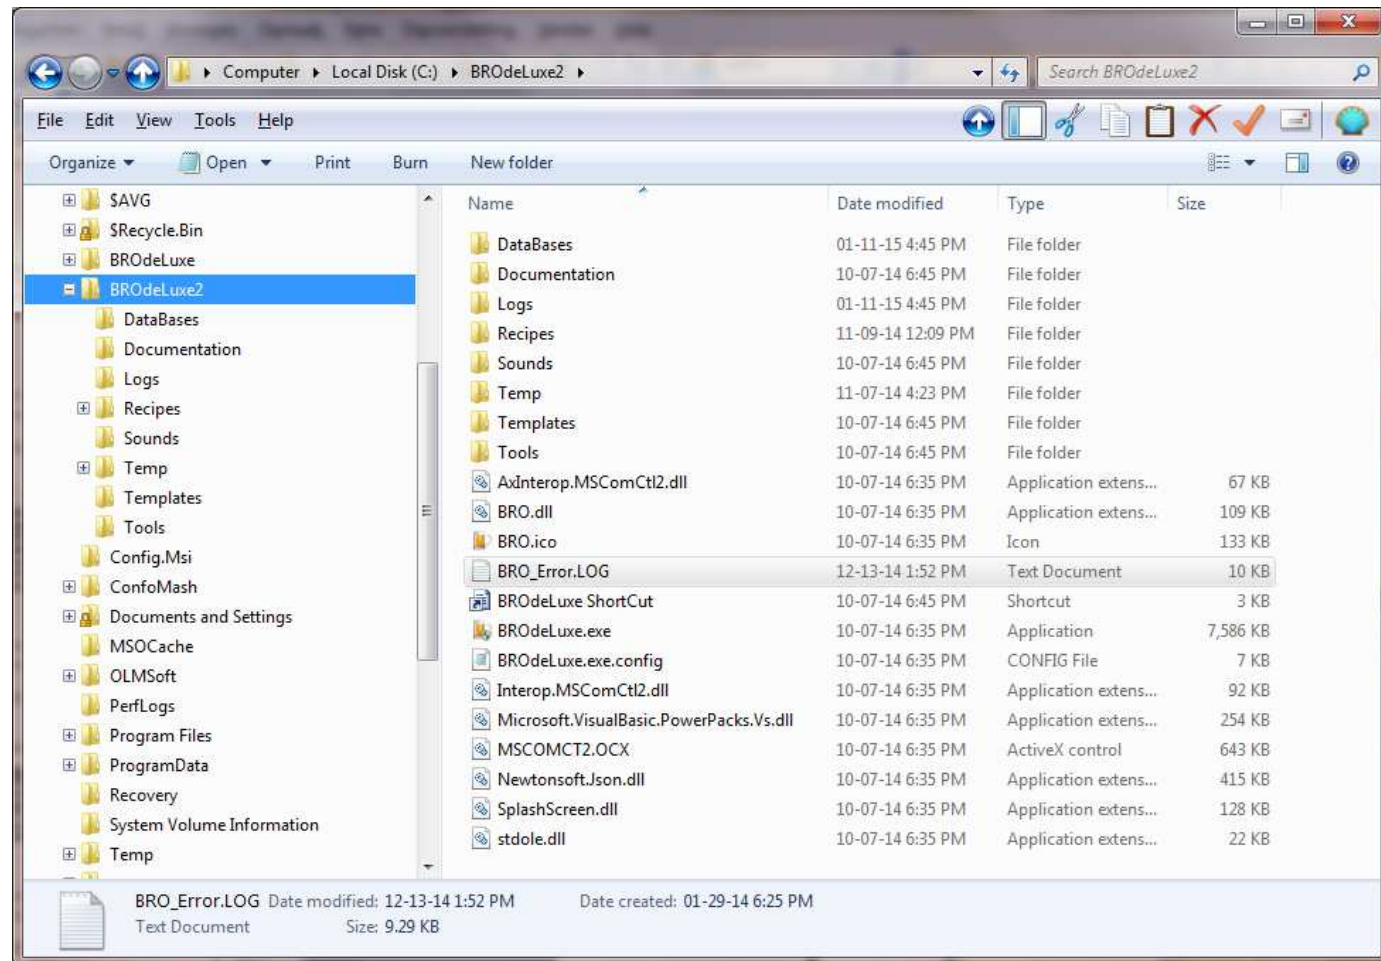 Computer ▸ Local Disk (C:) ▸ BROdeLuxe2 ▸ Search BROdeLuxe2
File Edit View Tools Help
Organize Open Print Burn New folder
$AVG
$Recycle.Bin
BROdeLuxe
BROdeLuxe2
DataBases
Documentation
Logs
Recipes
Sounds
Temp
Templates
Tools
Config.Msi
ConfoMash
Documents and Settings
MSOCache
OLMSoft
PerfLogs
Program Files
ProgramData
Recovery
System Volume Information
Temp
Name Date modified Type Size
DataBases 01-11-15 4:45 PM File folder
Documentation 10-07-14 6:45 PM File folder
Logs 01-11-15 4:45 PM File folder
Recipes 11-09-14 12:09 PM File folder
Sounds 10-07-14 6:45 PM File folder
Temp 11-07-14 4:23 PM File folder
Templates 10-07-14 6:45 PM File folder
Tools 10-07-14 6:45 PM File folder
AxInterop.MSComCtl2.dll 10-07-14 6:35 PM Application extens... 67 KB
BRO.dll 10-07-14 6:35 PM Application extens... 109 KB
BRO.ico 10-07-14 6:35 PM Icon 133 KB
BRO_Error.LOG 12-13-14 1:52 PM Text Document 10 KB
BROdeLuxe ShortCut 10-07-14 6:45 PM Shortcut 3 KB
BROdeLuxe.exe 10-07-14 6:35 PM Application 7,586 KB
BROdeLuxe.exe.config 10-07-14 6:35 PM CONFIG File 7 KB
Interop.MSComCtl2.dll 10-07-14 6:35 PM Application extens... 92 KB
Microsoft.VisualBasic.PowerPacks.Vs.dll 10-07-14 6:35 PM Application extens... 254 KB
MSCOMCT2.OCX 10-07-14 6:35 PM ActiveX control 643 KB
Newtonsoft.Json.dll 10-07-14 6:35 PM Application extens... 415 KB
SplashScreen.dll 10-07-14 6:35 PM Application extens... 128 KB
stdole.dll 10-07-14 6:35 PM Application extens... 22 KB
BRO_Error.LOG Date modified: 12-13-14 1:52 PM Date created: 01-29-14 6:25 PM
Text Document Size: 9.29 KB